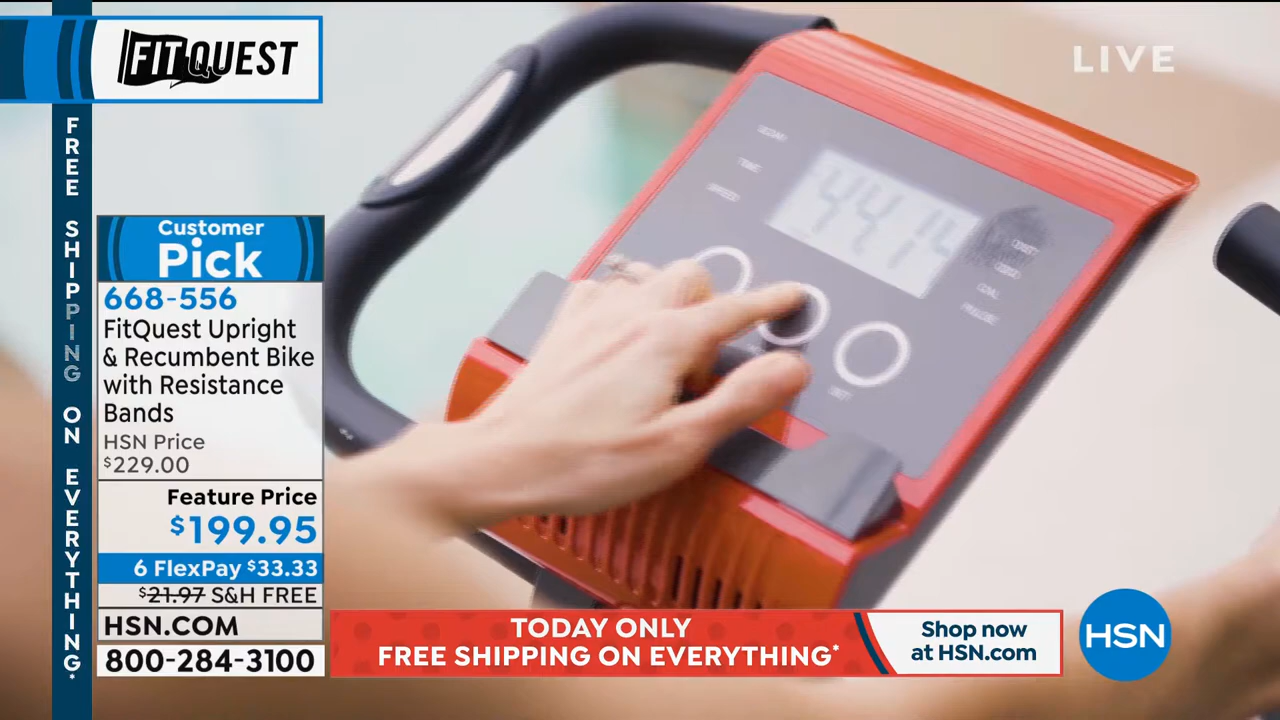 FITQUEST
LIVE
FREE SHIPPING ON EVERYTHING*
Customer
Pick
668-556
FitQuest Upright
& Recumbent Bike
with Resistance
Bands
HSN Price
$229.00
Feature Price
$199.95
6 FlexPay $33.33
$21.97 S&H FREE
HSN.COM
800-284-3100
TIME
SPEED
TODAY ONLY
FREE SHIPPING ON EVERYTHING*
Shop now
at HSN.com
HSN